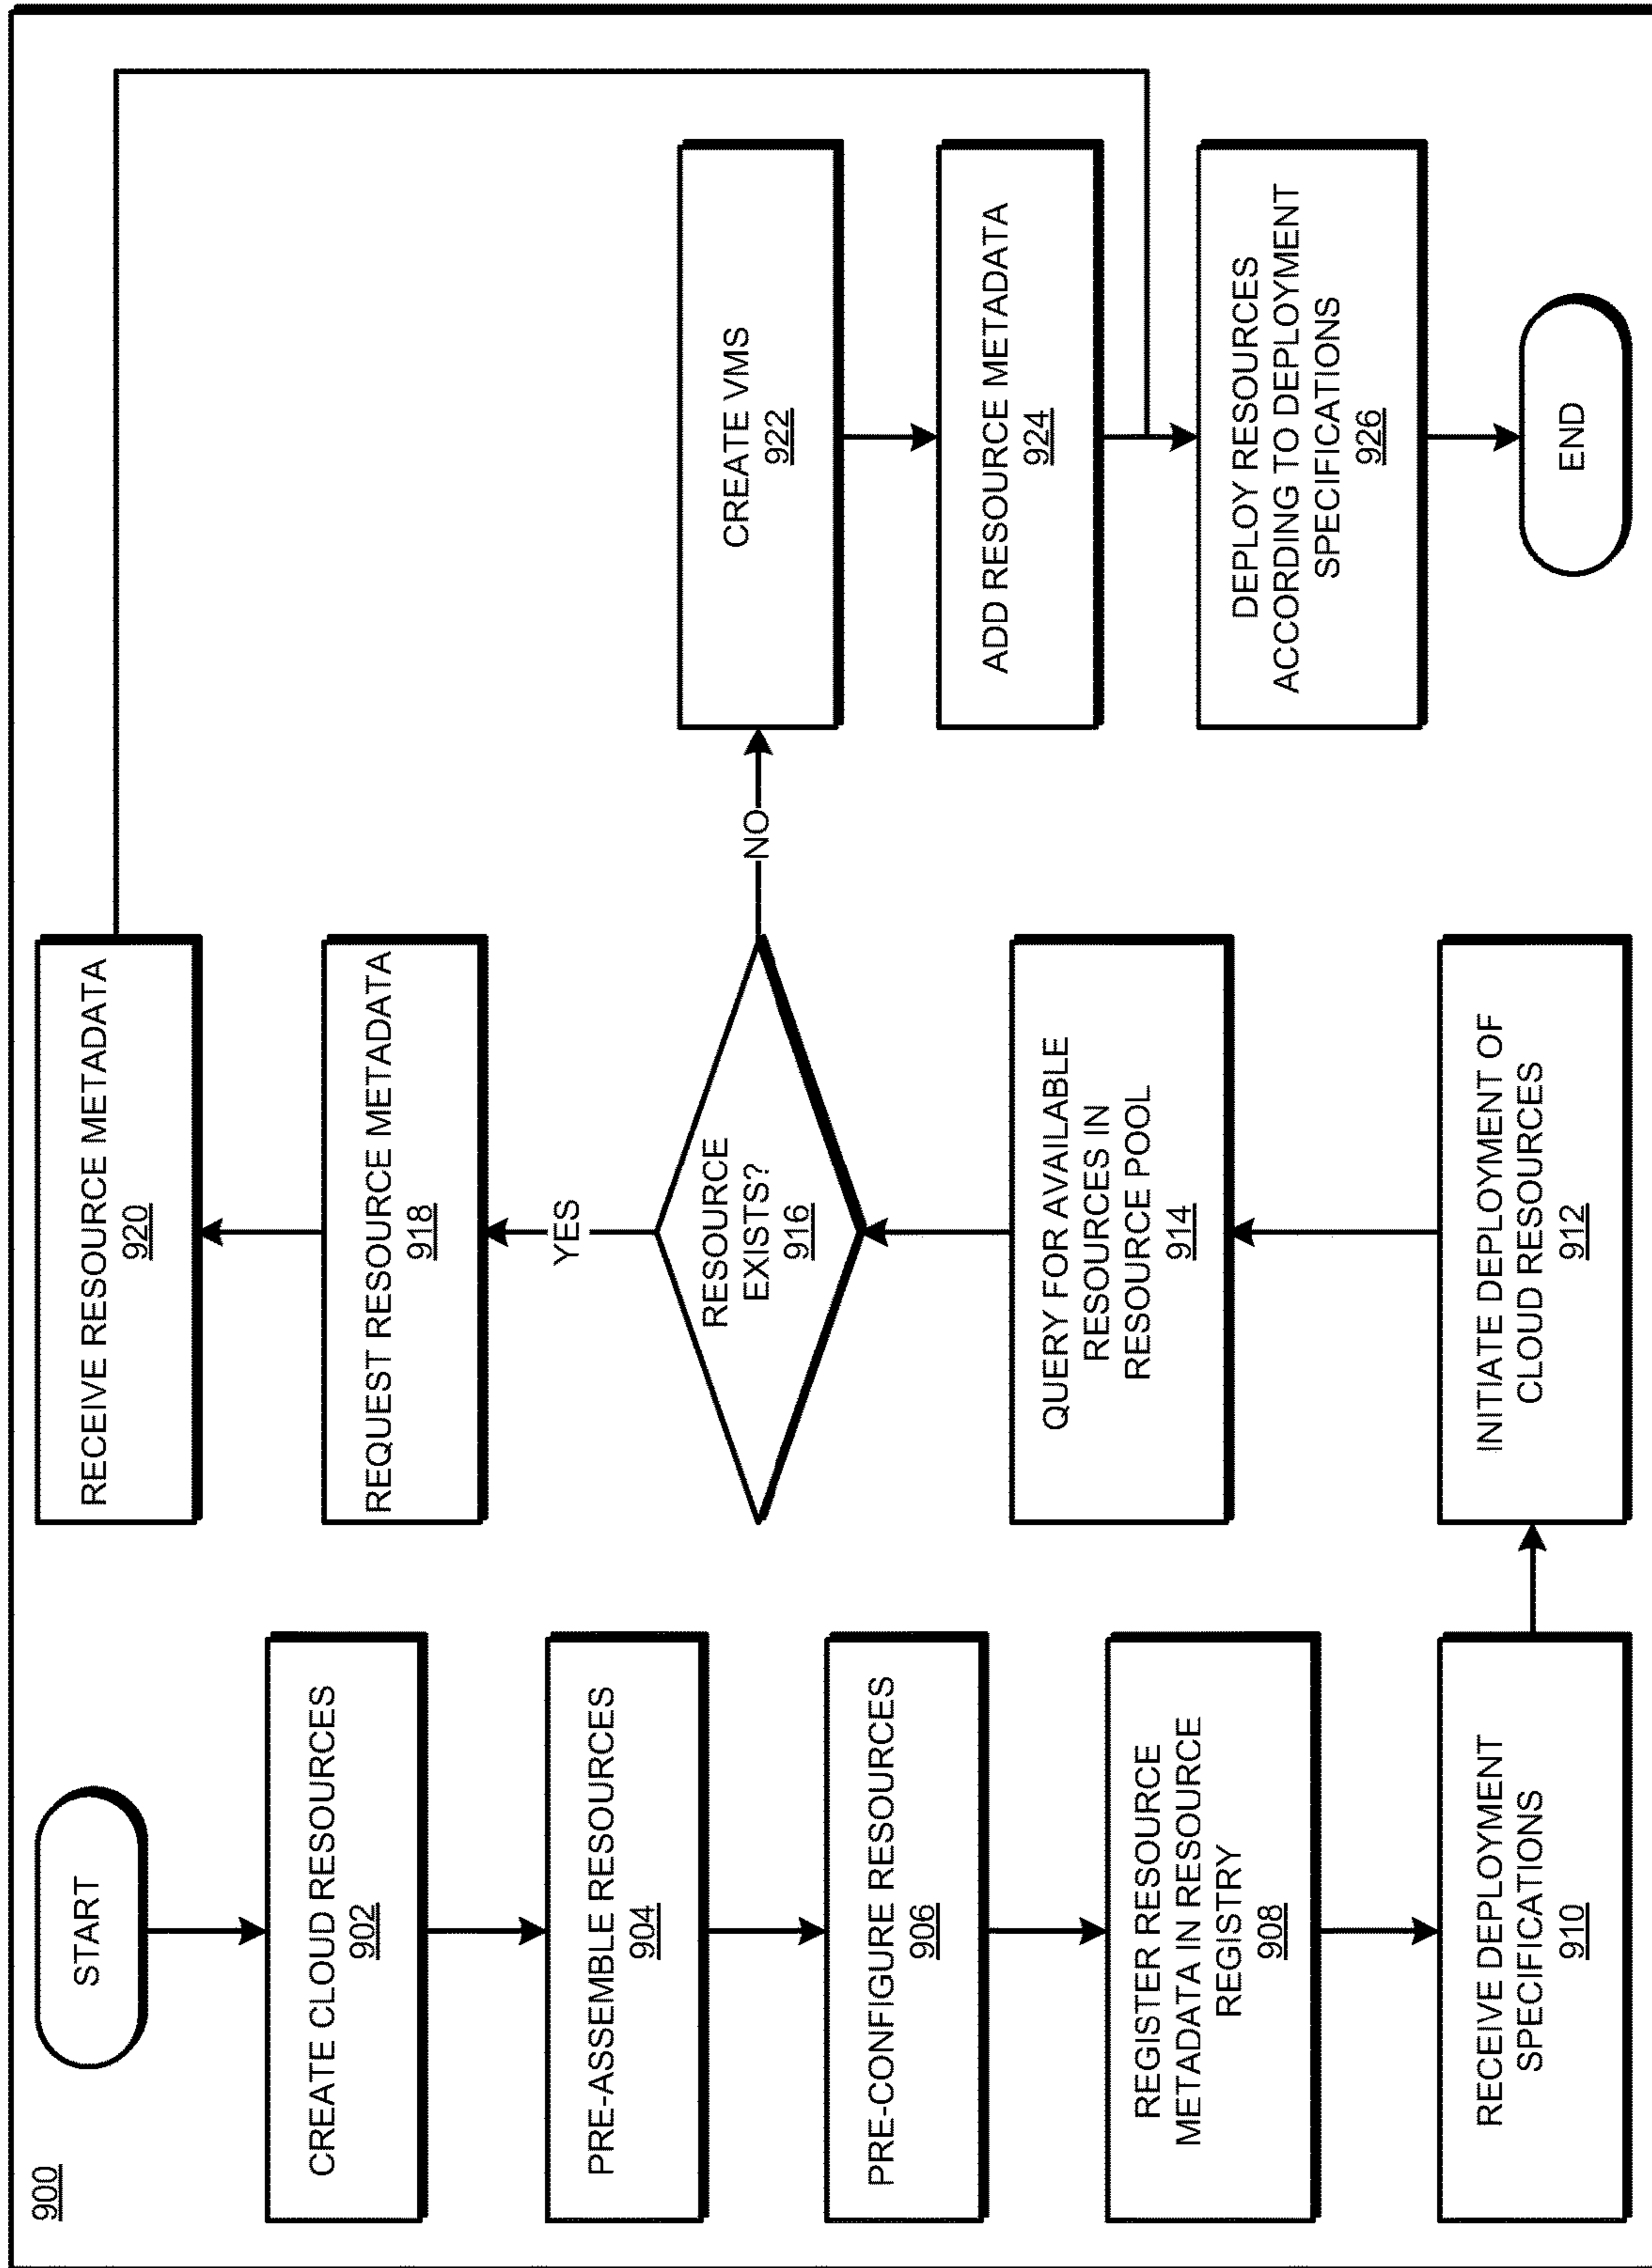 900
START
CREATE CLOUD RESOURCES
902
PRE-ASSEMBLE RESOURCES
904
PRE-CONFIGURE RESOURCES
906
REGISTER RESOURCE
METADATA IN RESOURCE
REGISTRY
908
RECEIVE DEPLOYMENT
SPECIFICATIONS
910
INITIATE DEPLOYMENT OF
CLOUD RESOURCES
912
QUERY FOR AVAILABLE
RESOURCES IN
RESOURCE POOL
914
RESOURCE
EXISTS?
916
YES
REQUEST RESOURCE METADATA
918
RECEIVE RESOURCE METADATA
920
NO
CREATE VMS
922
ADD RESOURCE METADATA
924
DEPLOY RESOURCES
ACCORDING TO DEPLOYMENT
SPECIFICATIONS
926
END